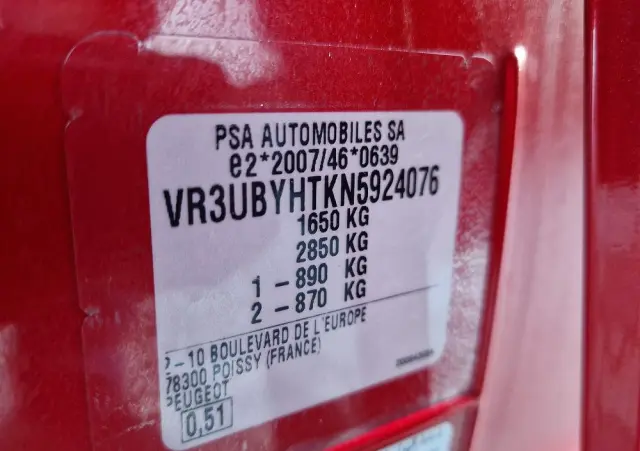 PSA AUTOMOBILES SA
e2*2007/46*0639
VR3UBYHTKN5924076
1650 KG
2850 KG
1 – 890 KG
2 – 870 KG
2–10 BOULEVARD DE L'EUROPE
78300 POISSY (FRANCE)
PEUGEOT
0,51